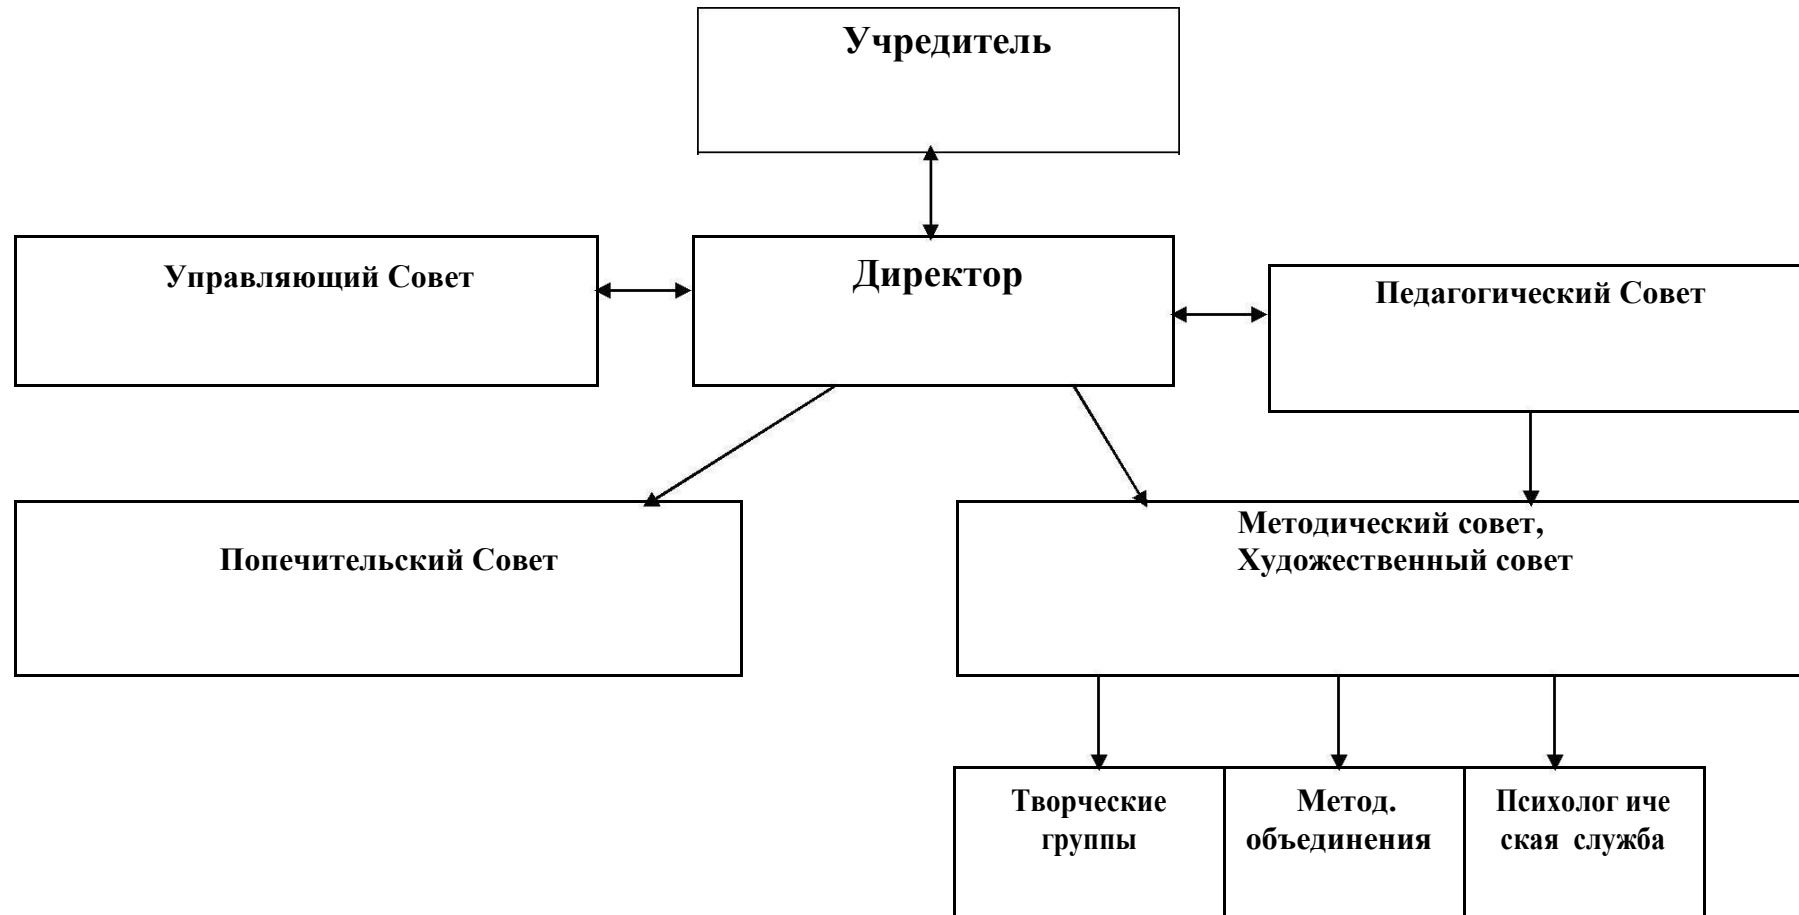 Учредитель
Управляющий Совет
Директор
Педагогический Совет
Попечительский Совет
Методический совет,
Художественный совет
Творческие
группы
Метод.
объединения
Психолог иче
ская служба